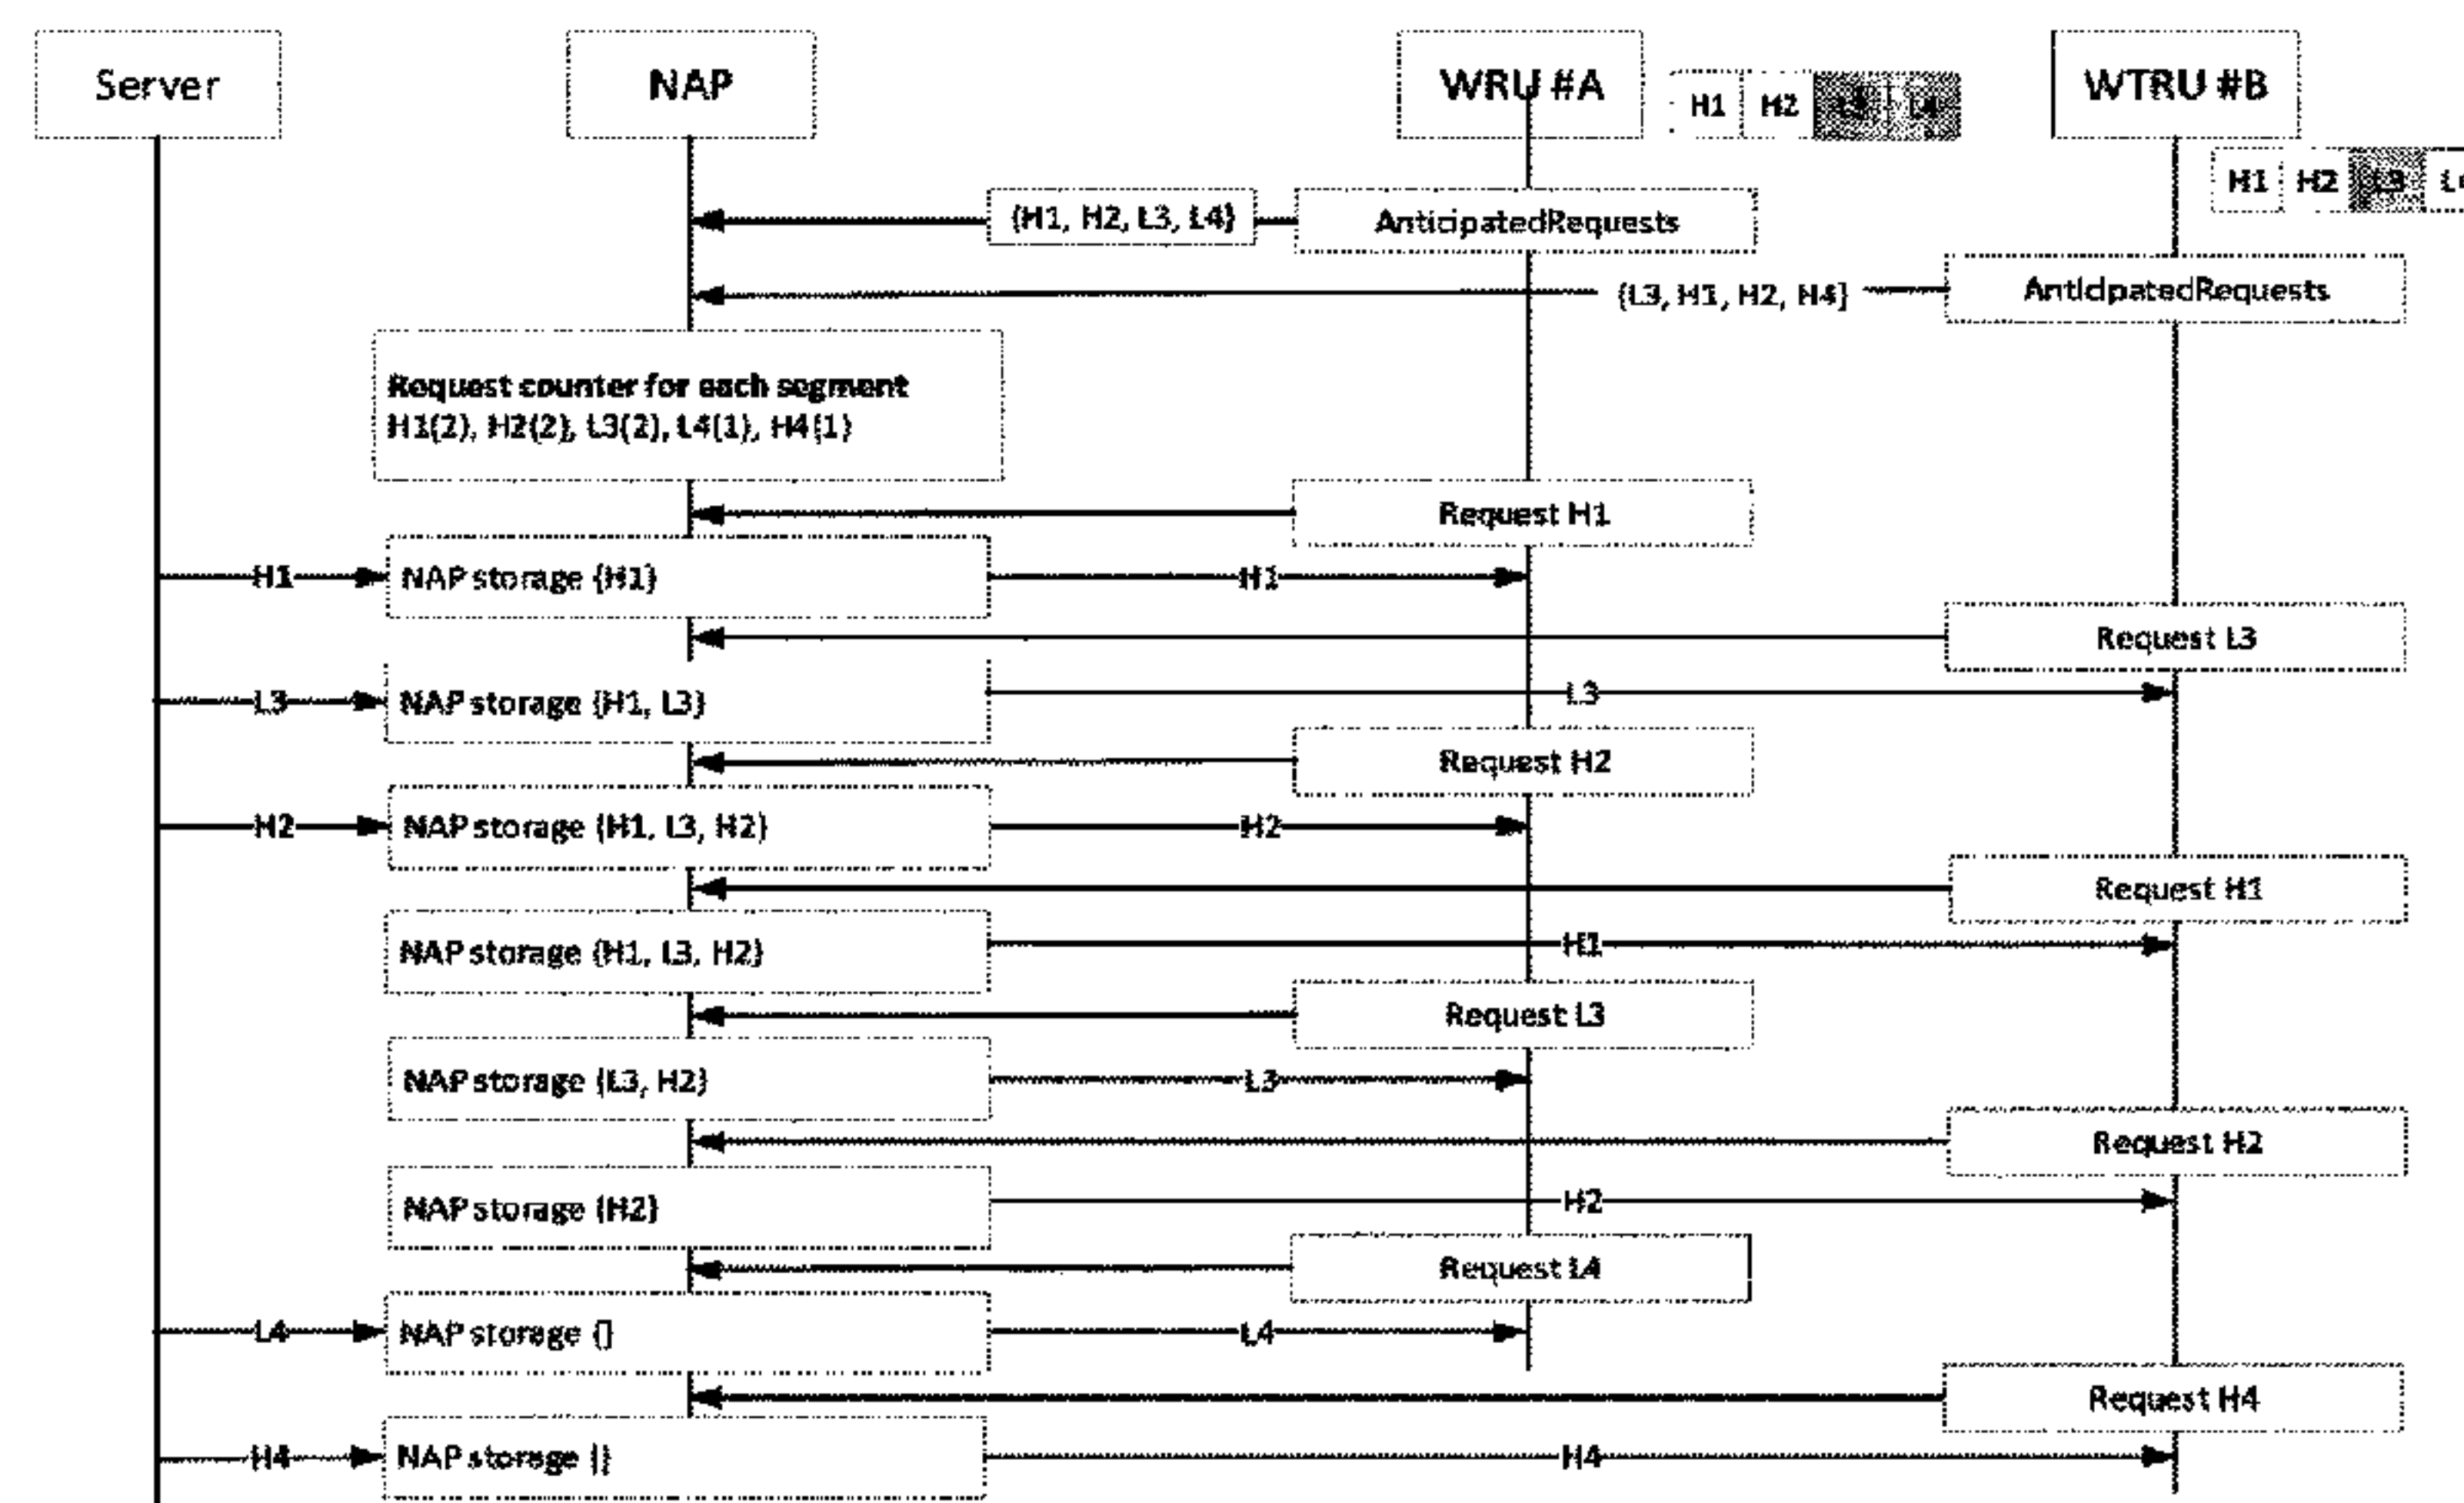 Server
NAP
WRU #A
H1 H2 L3 L4
WTRU #B
H1 H2 L3
AnticipatedRequests
{H1, H2, L3, L4}
AnticipatedRequests
{L3, H1, H2, H4}
Request counter for each segment
H1(2), H2(2), L3(2), L4(1), H4(1)
Request H1
H1
NAP storage {H1}
H1
Request L3
L3
NAP storage {H1, L3}
L3
Request H2
H2
NAP storage {H1, L3, H2}
H2
Request H1
NAP storage {H1, L3, H2}
H1
Request L3
NAP storage {L3, H2}
L3
Request H2
NAP storage {H2}
H2
Request L4
L4
NAP storage {}
L4
Request H4
H4
NAP storage {}
H4